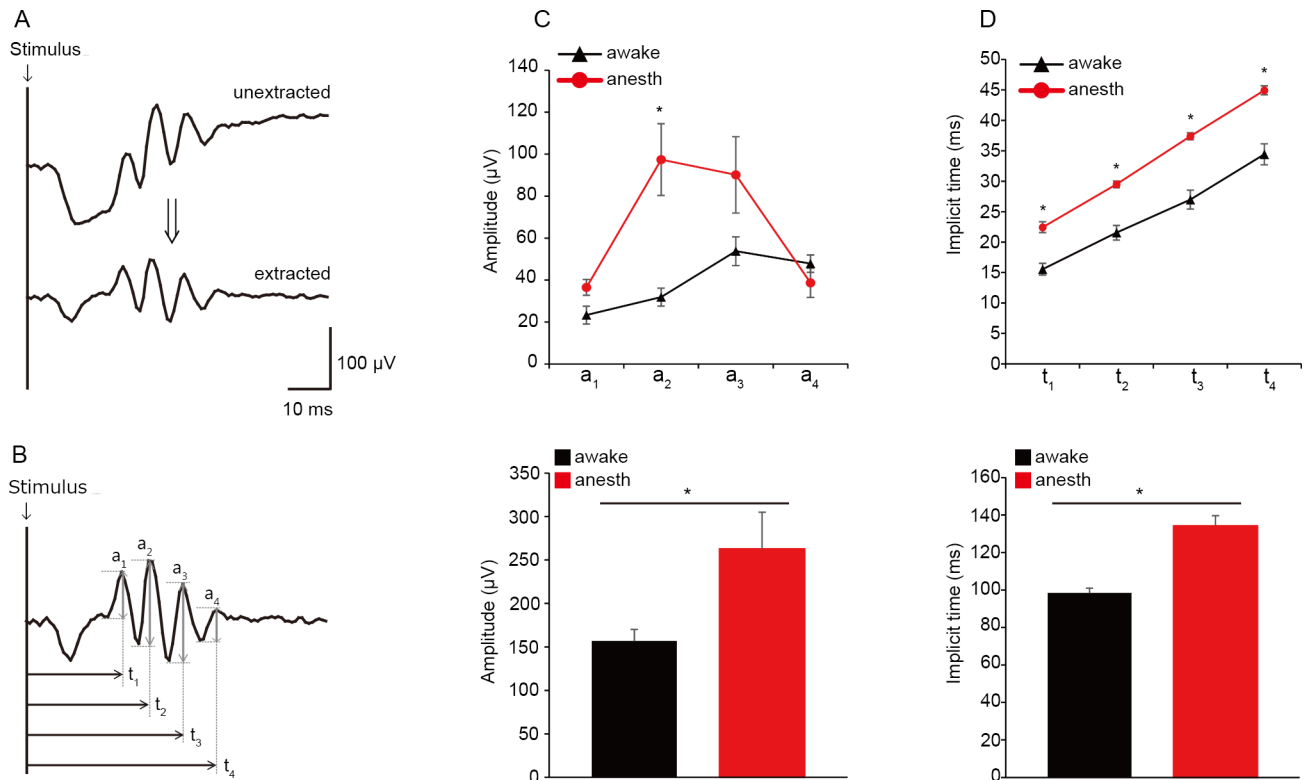 A
Stimulus
unextracted
extracted
100 µV
10 ms
B
Stimulus
a1
a2
a3
a4
t1
t2
t3
t4
C
awake
anesth
140
120
100
80
60
40
20
0
Amplitude (µV)
*
a1 a2 a3 a4
awake
anesth
350
300
250
200
150
100
50
0
Amplitude (µV)
*
D
awake
anesth
50
45
40
35
30
25
20
15
10
5
0
Implicit time (ms)
* * * *
t1 t2 t3 t4
awake
anesth
160
140
120
100
80
60
40
20
0
Implicit time (ms)
*